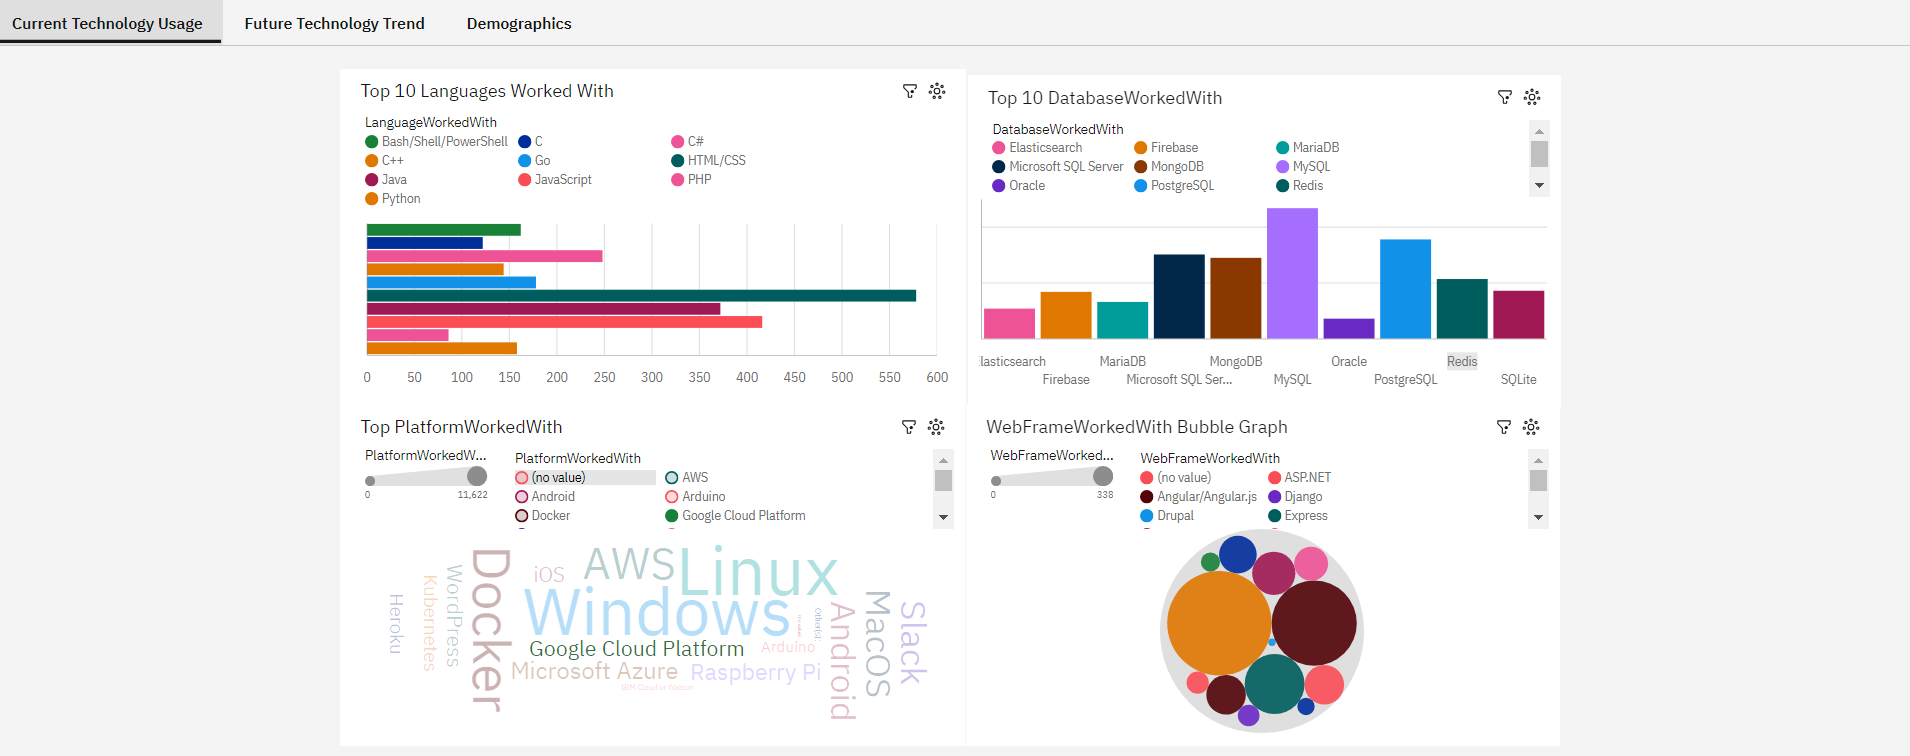 Current Technology Usage Future Technology Trend Demographics
Top 10 Languages Worked With
LanguageWorkedWith
Bash/Shell/PowerShell C C#
C++ Go HTML/CSS
Java JavaScript PHP
Python
0 50 100 150 200 250 300 350 400 450 500 550 600
Top 10 DatabaseWorkedWith
DatabaseWorkedWith
Elasticsearch Firebase MariaDB
Microsoft SQL Server MongoDB MySQL
Oracle PostgreSQL Redis
lasticsearch MariaDB MongoDB Oracle Redis
Firebase Microsoft SQL Ser... MySQL PostgreSQL SQLite
Top PlatformWorkedWith
PlatformWorkedW...
0 11,622
PlatformWorkedWith
(no value) AWS
Android Arduino
Docker Google Cloud Platform
Heroku
Kubernetes
WordPress
Docker
iOS
AWS
Linux
Windows
Google Cloud Platform
Microsoft Azure
IBM Cloud or Watson
Raspberry Pi
Arduino
other(s):
Android
MacOS
Slack
WebFrameWorkedWith Bubble Graph
WebFrameWorked...
0 338
WebFrameWorkedWith
(no value) ASP.NET
Angular/Angular.js Django
Drupal Express